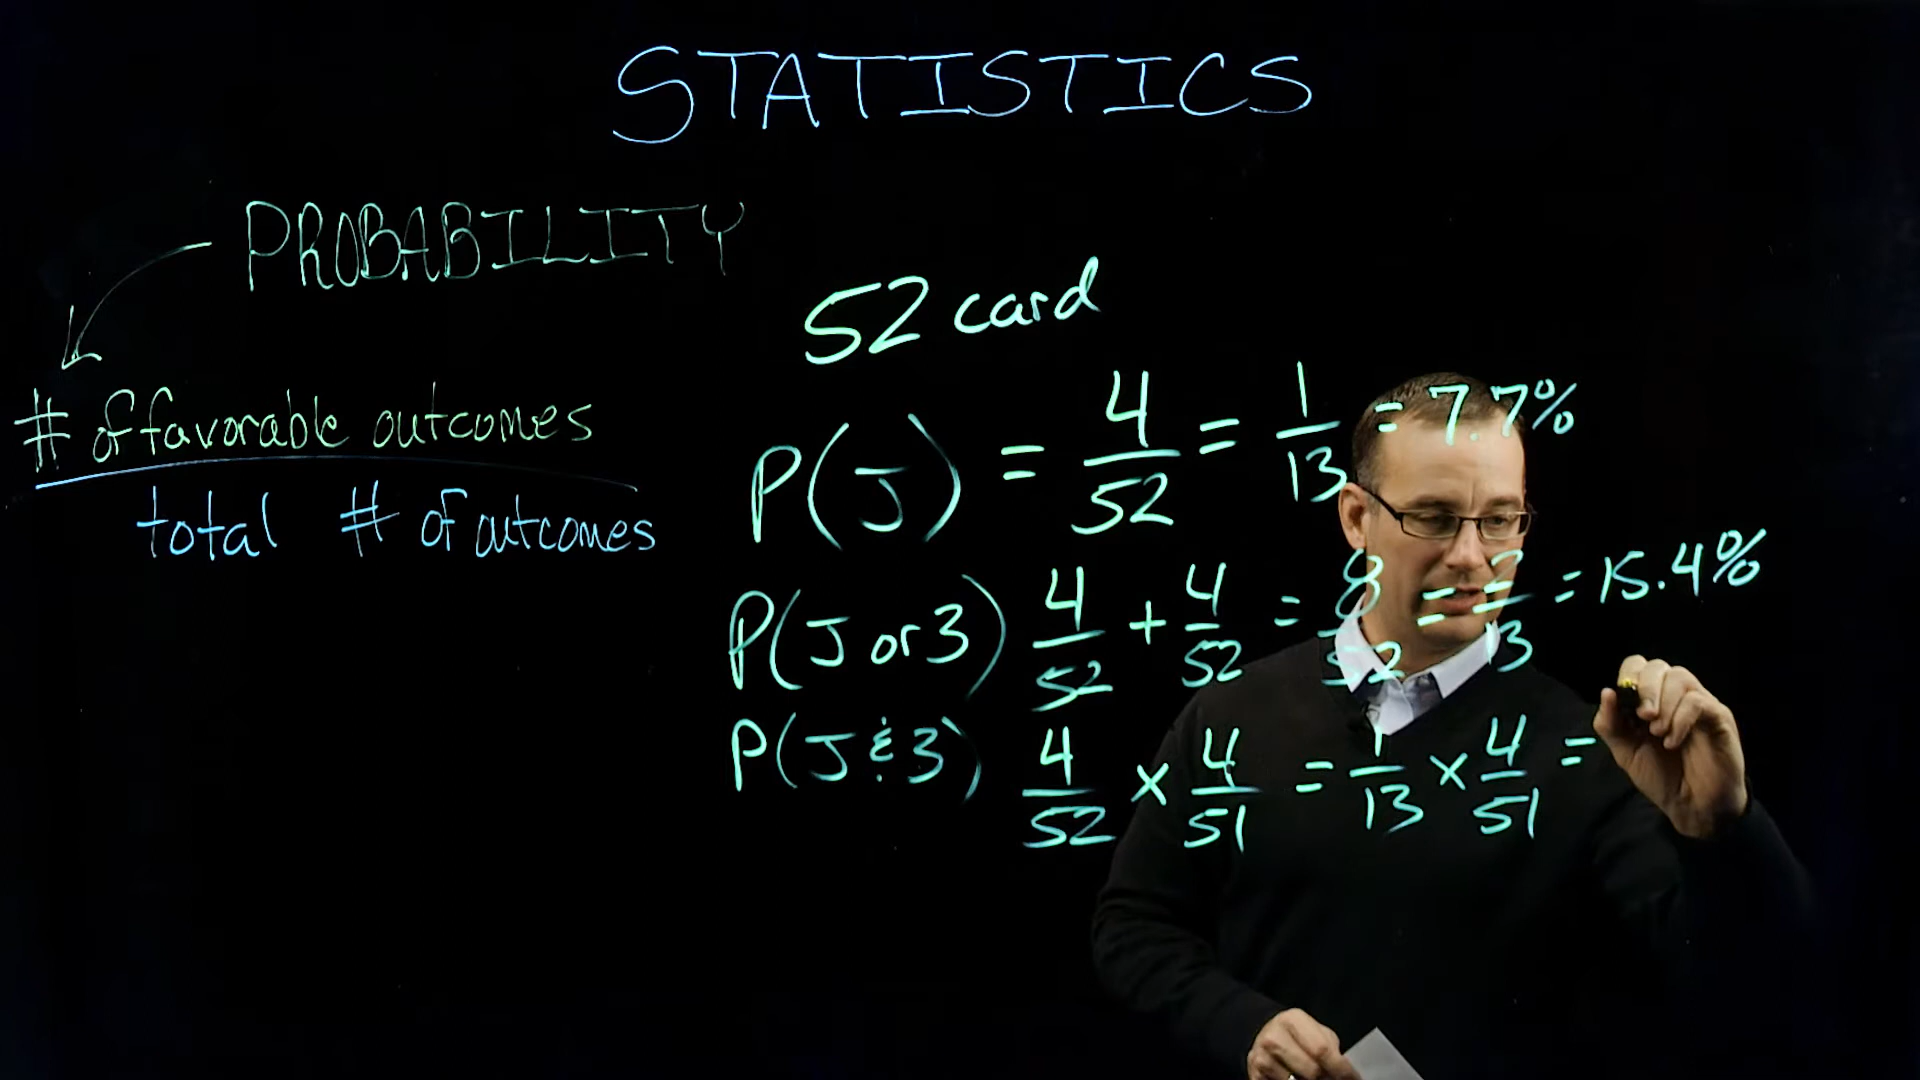 STATISTICS
PROBABILITY
# of favorable outcomes
total # of outcomes
52 card
P(J) = 4/52 = 1/13 = 7.7%
P(J or 3) 4/52 + 4/52 = 8/52 = 2/13 = 15.4%
P(J & 3) 4/52 × 4/51 = 1/13 × 4/51 =